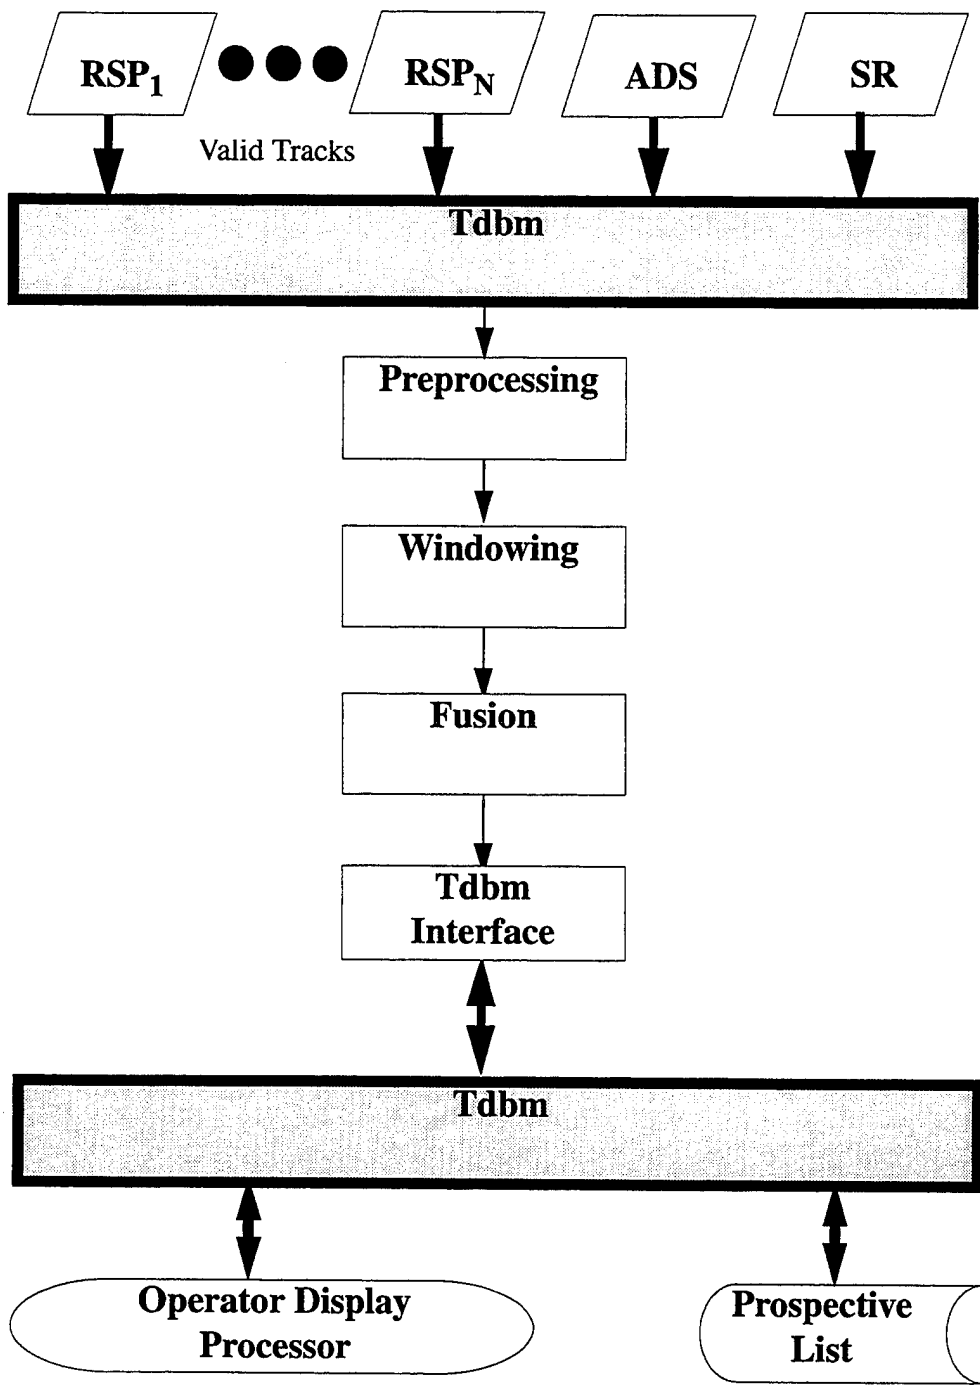 RSP1 RSPN ADS SR
Valid Tracks
Tdbm
Preprocessing
Windowing
Fusion
Tdbm
Interface
Tdbm
Operator Display
Processor
Prospective
List